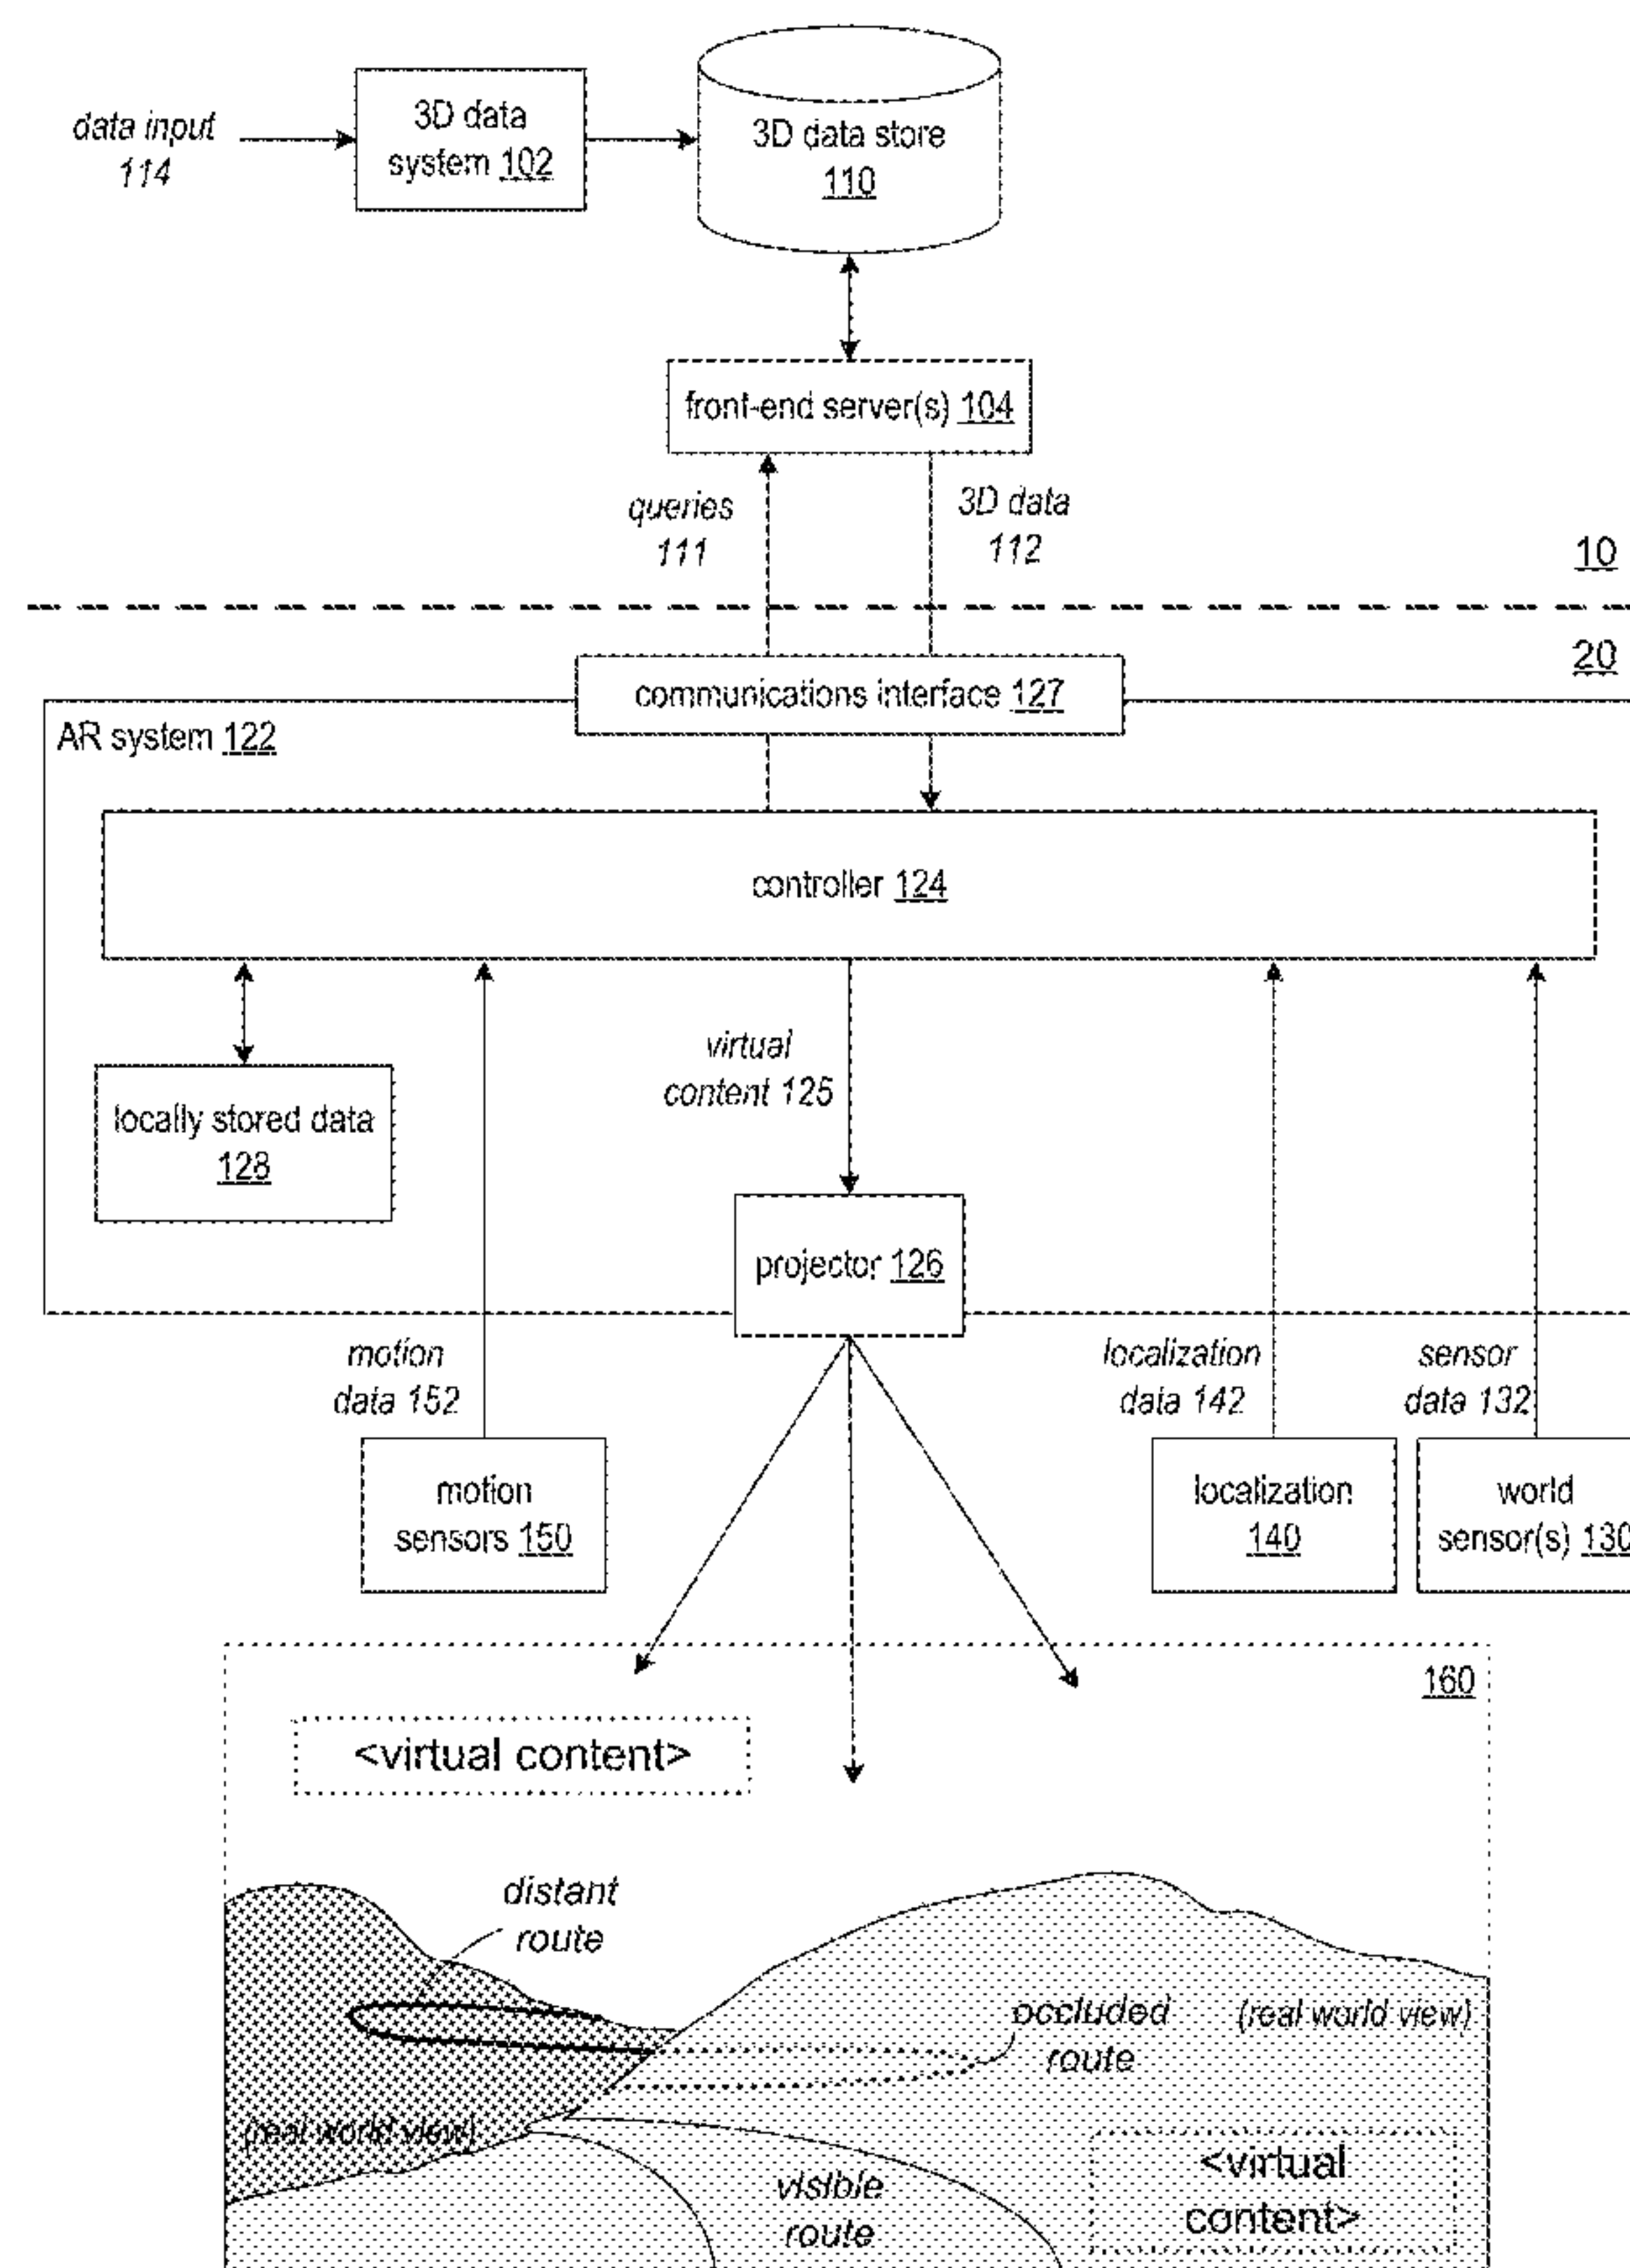 data input
114
3D data
system 102
3D data store
110
front-end server(s) 104
queries
111
3D data
112
10
20
communications interface 127
AR system 122
controller 124
virtual
content 125
locally stored data
128
projector 126
motion
data 152
localization
data 142
sensor
data 132
motion
sensors 150
localization
140
world
sensor(s) 130
160
<virtual content>
distant
route
occluded
route
(real world view)
(real world view)
visible
route
<virtual
content>